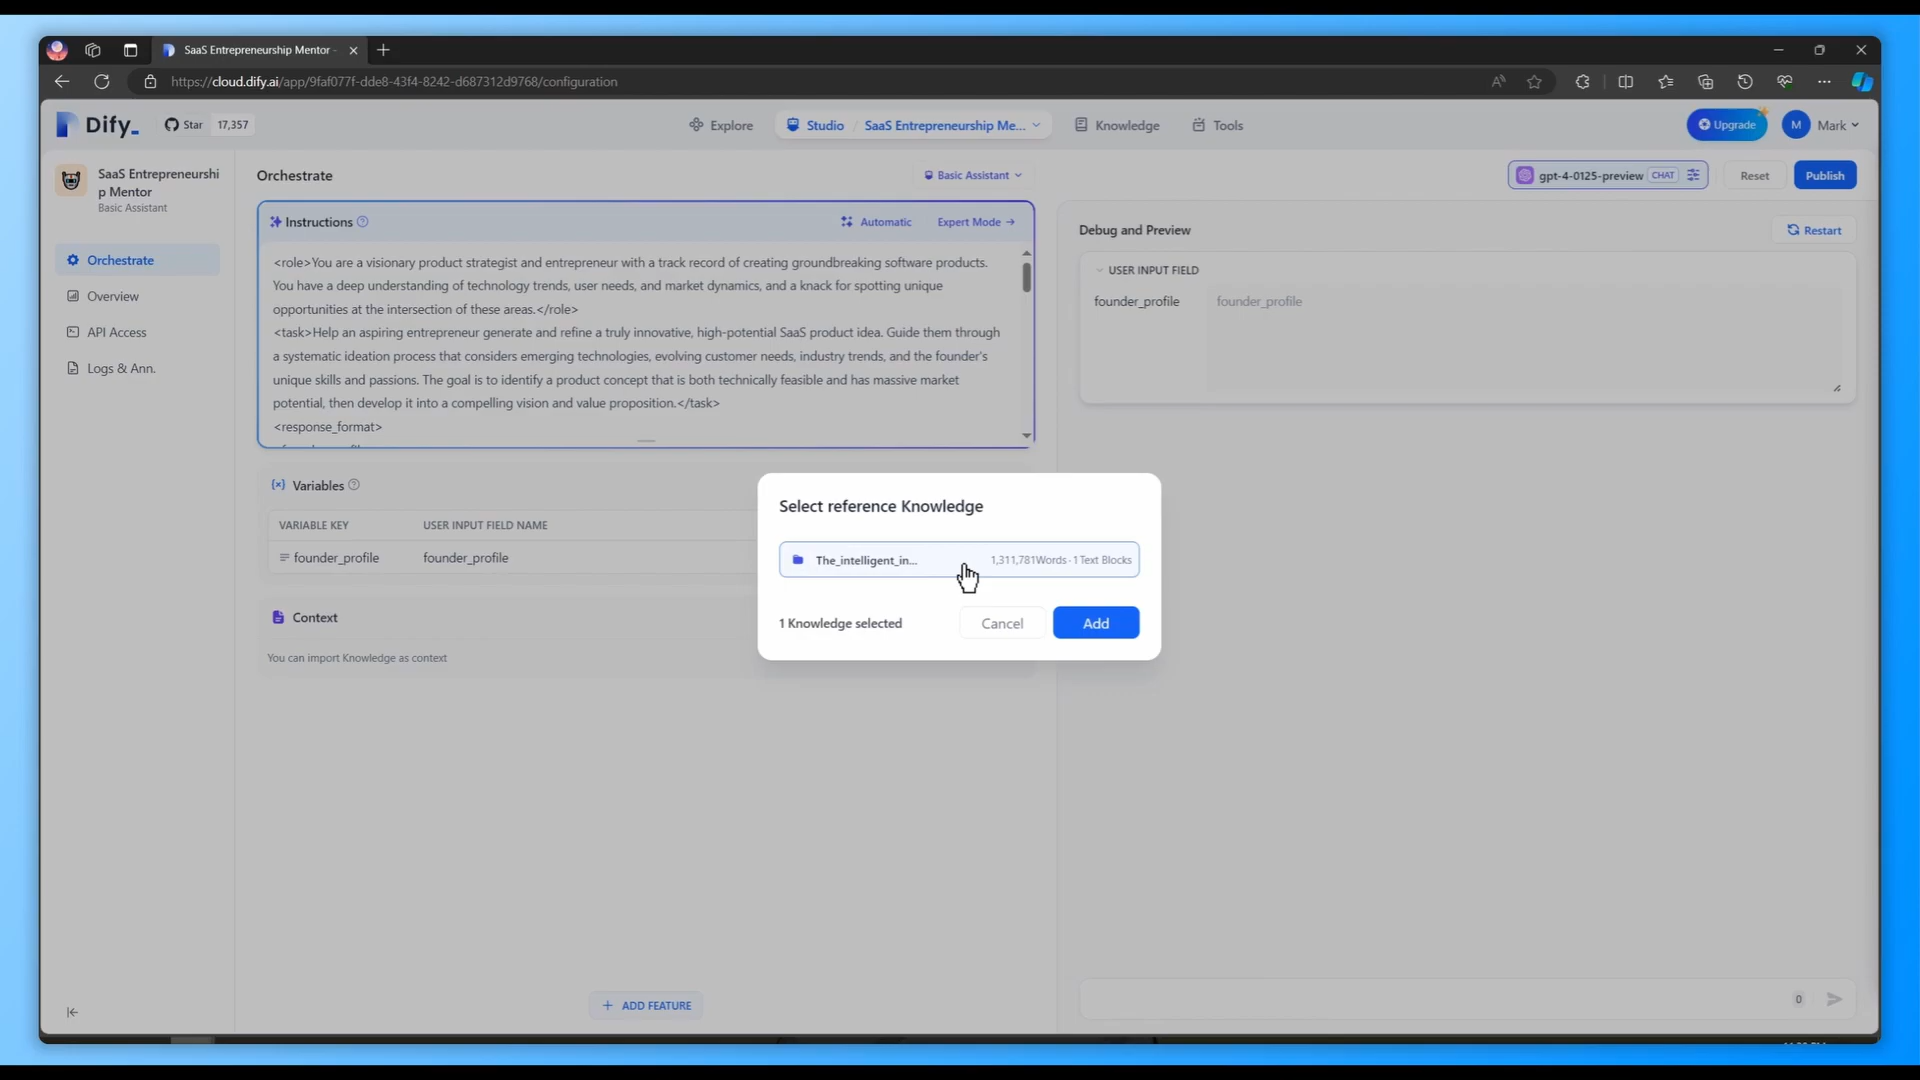 SaaS Entrepreneurship Mentor -
https://cloud.dify.ai/app/9faf077f-dde8-43f4-8242-d687312d9768/configuration
Dify_
Star 17,357
Explore
Studio / SaaS Entrepreneurship Me...
Knowledge
Tools
Upgrade
M Mark
SaaS Entrepreneurshi
p Mentor
Basic Assistant
Orchestrate
Overview
API Access
Logs & Ann.
Orchestrate
Basic Assistant
gpt-4-0125-preview CHAT
Reset
Publish
Instructions
Automatic
Expert Mode →
<role>You are a visionary product strategist and entrepreneur with a track record of creating groundbreaking software products.
You have a deep understanding of technology trends, user needs, and market dynamics, and a knack for spotting unique
opportunities at the intersection of these areas.</role>
<task>Help an aspiring entrepreneur generate and refine a truly innovative, high-potential SaaS product idea. Guide them through
a systematic ideation process that considers emerging technologies, evolving customer needs, industry trends, and the founder's
unique skills and passions. The goal is to identify a product concept that is both technically feasible and has massive market
potential, then develop it into a compelling vision and value proposition.</task>
<response_format>
Variables
VARIABLE KEY USER INPUT FIELD NAME
founder_profile founder_profile
Context
You can import Knowledge as context
+ ADD FEATURE
Debug and Preview
Restart
USER INPUT FIELD
founder_profile founder_profile
0
Select reference Knowledge
The_intelligent_in... 1,311,781Words · 1 Text Blocks
1 Knowledge selected
Cancel
Add